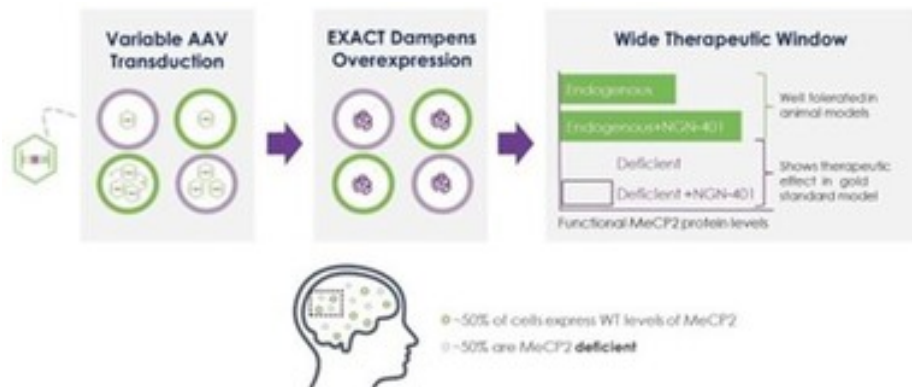 Variable AAV
Transduction
EXACT Dampens
Overexpression
Wide Therapeutic Window
Endogenous
Endogenous+NGN-401
Deficient
Deficient +NGN-401
Functional MeCP2 protein levels
Well tolerated in
animal models
Shows therapeutic
effect in gold
standard model
~50% of cells express WT levels of MeCP2
~50% are MeCP2 deficient